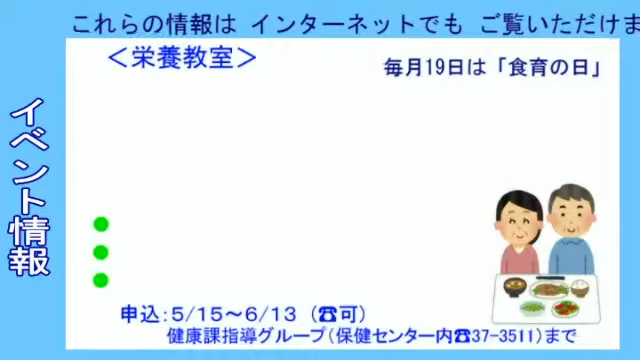 これらの情報は インターネットでも ご覧いただけま
<栄養教室>
毎月19日は「食育の日」
イベント情報
申込:5/15~6/13 (☎可)
健康課指導グループ(保健センター内☎37-3511)まで